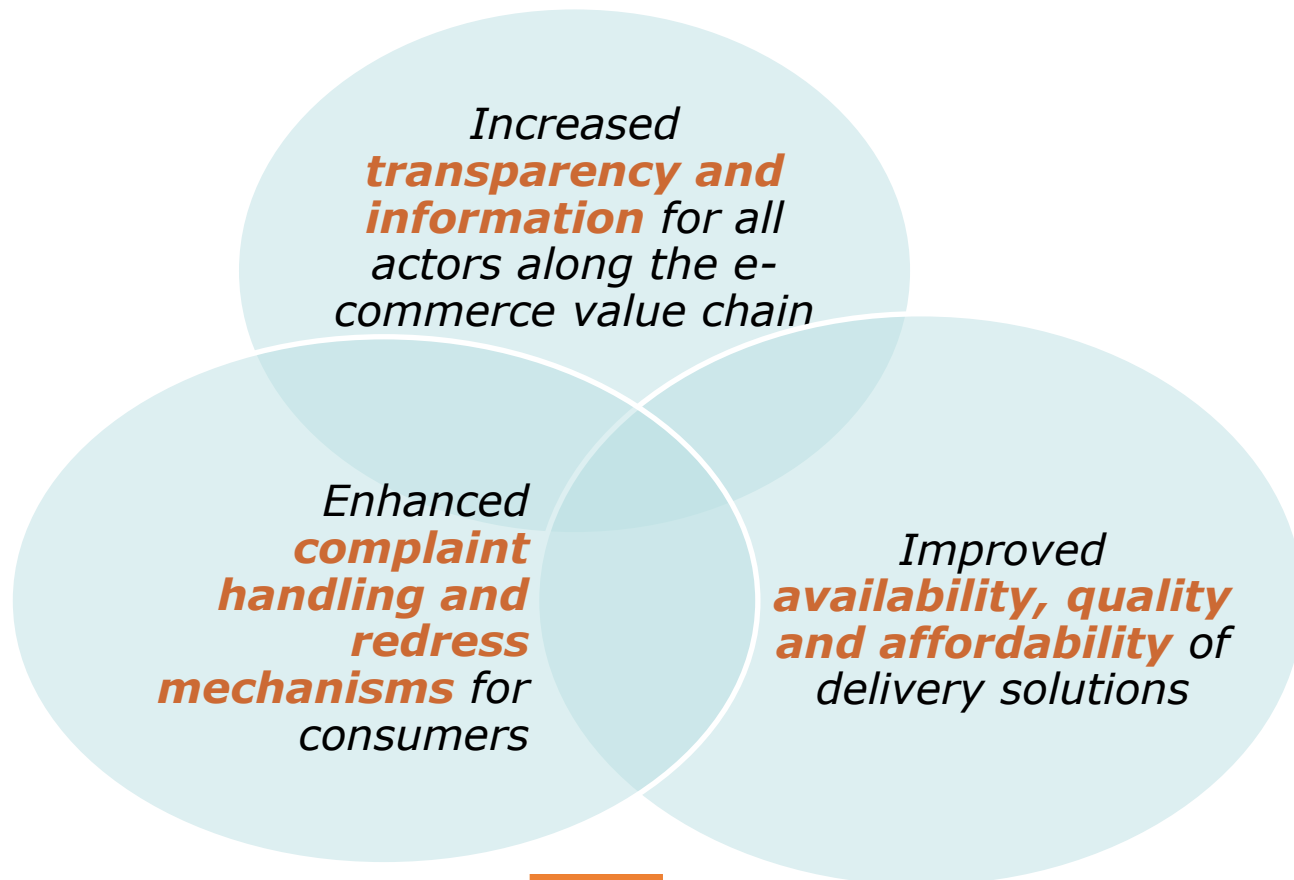 Increased
transparency and
information for all
actors along the e-
commerce value chain
Enhanced
complaint
handling and
redress
mechanisms for
consumers
Improved
availability, quality
and affordability of
delivery solutions